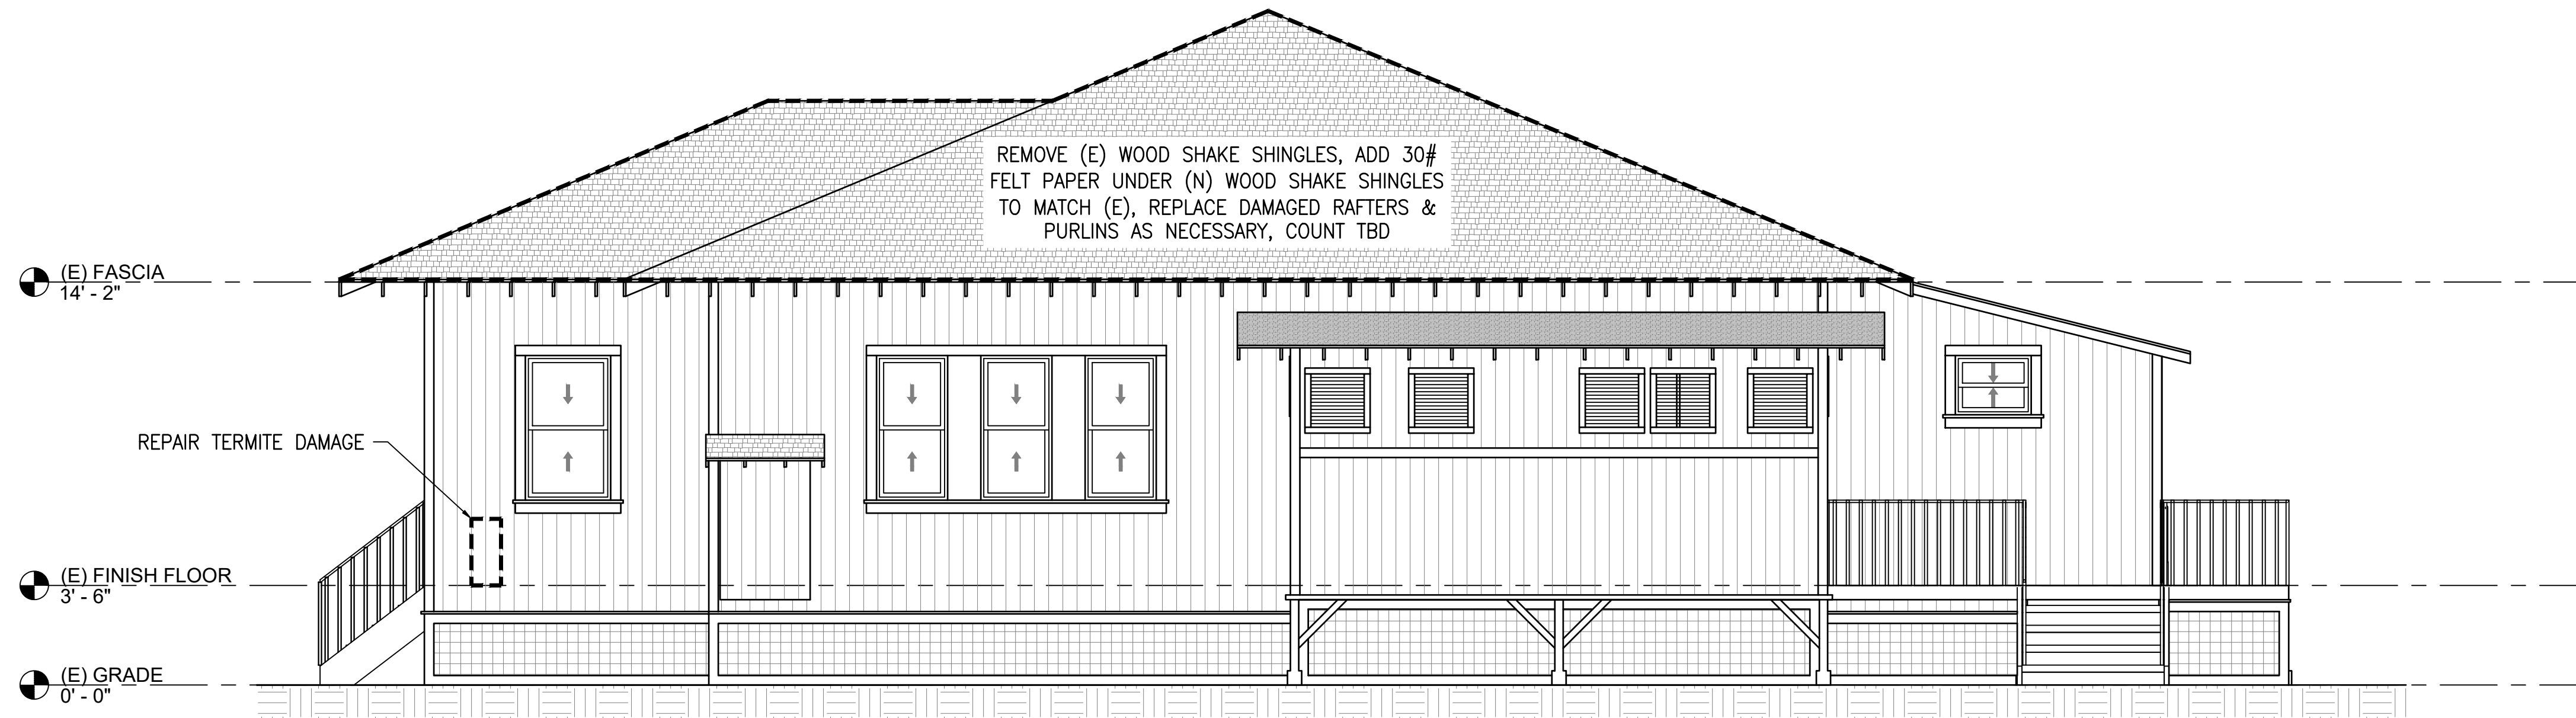 REMOVE (E) WOOD SHAKE SHINGLES, ADD 30#
FELT PAPER UNDER (N) WOOD SHAKE SHINGLES
TO MATCH (E), REPLACE DAMAGED RAFTERS &
PURLINS AS NECESSARY, COUNT TBD
(E) FASCIA
14' - 2"
REPAIR TERMITE DAMAGE
(E) FINISH FLOOR
3' - 6"
(E) GRADE
0' - 0"